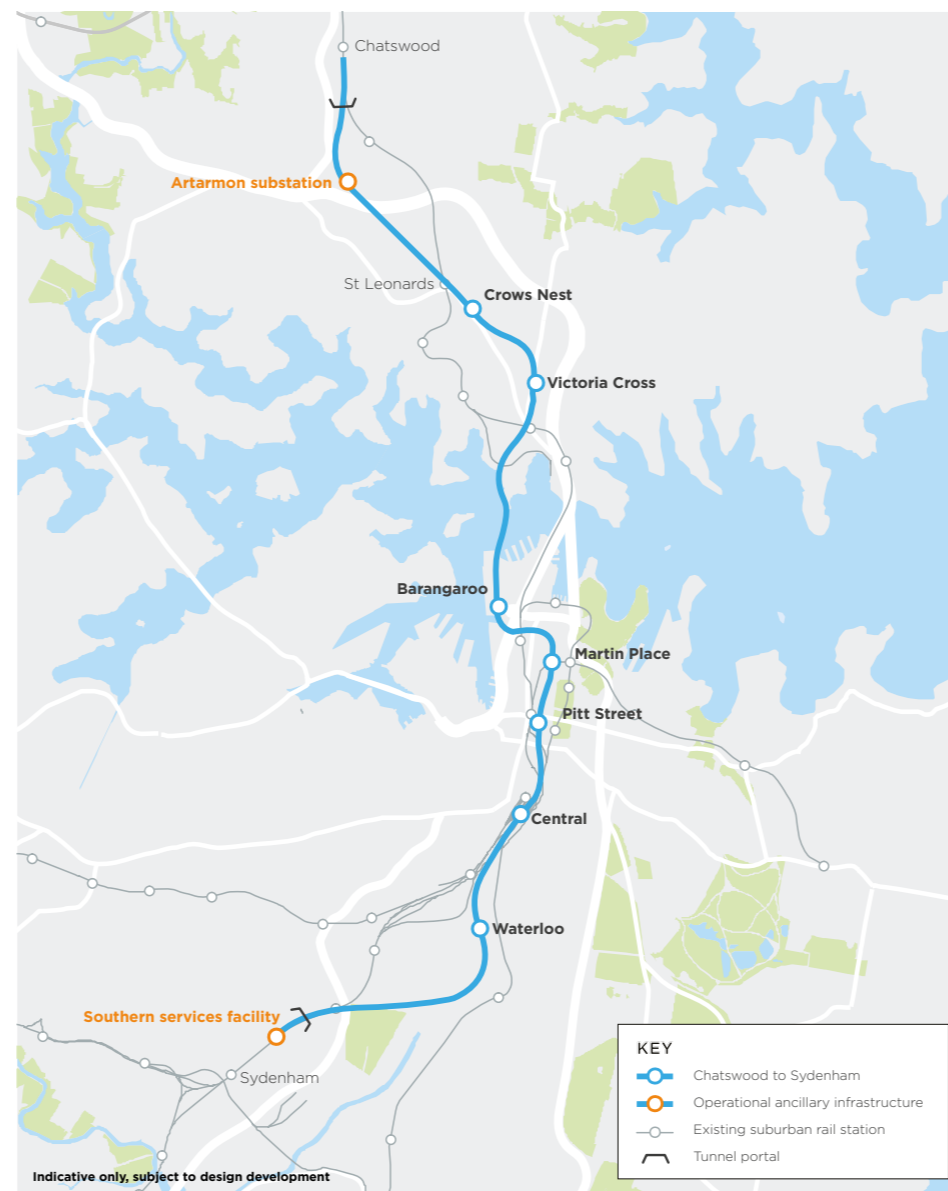 Chatswood
Artarmon substation
St Leonards
Crows Nest
Victoria Cross
Barangaroo
Martin Place
Pitt Street
Central
Waterloo
Southern services facility
Sydenham
KEY
Chatswood to Sydenham
Operational ancillary infrastructure
Existing suburban rail station
Tunnel portal
Indicative only, subject to design development